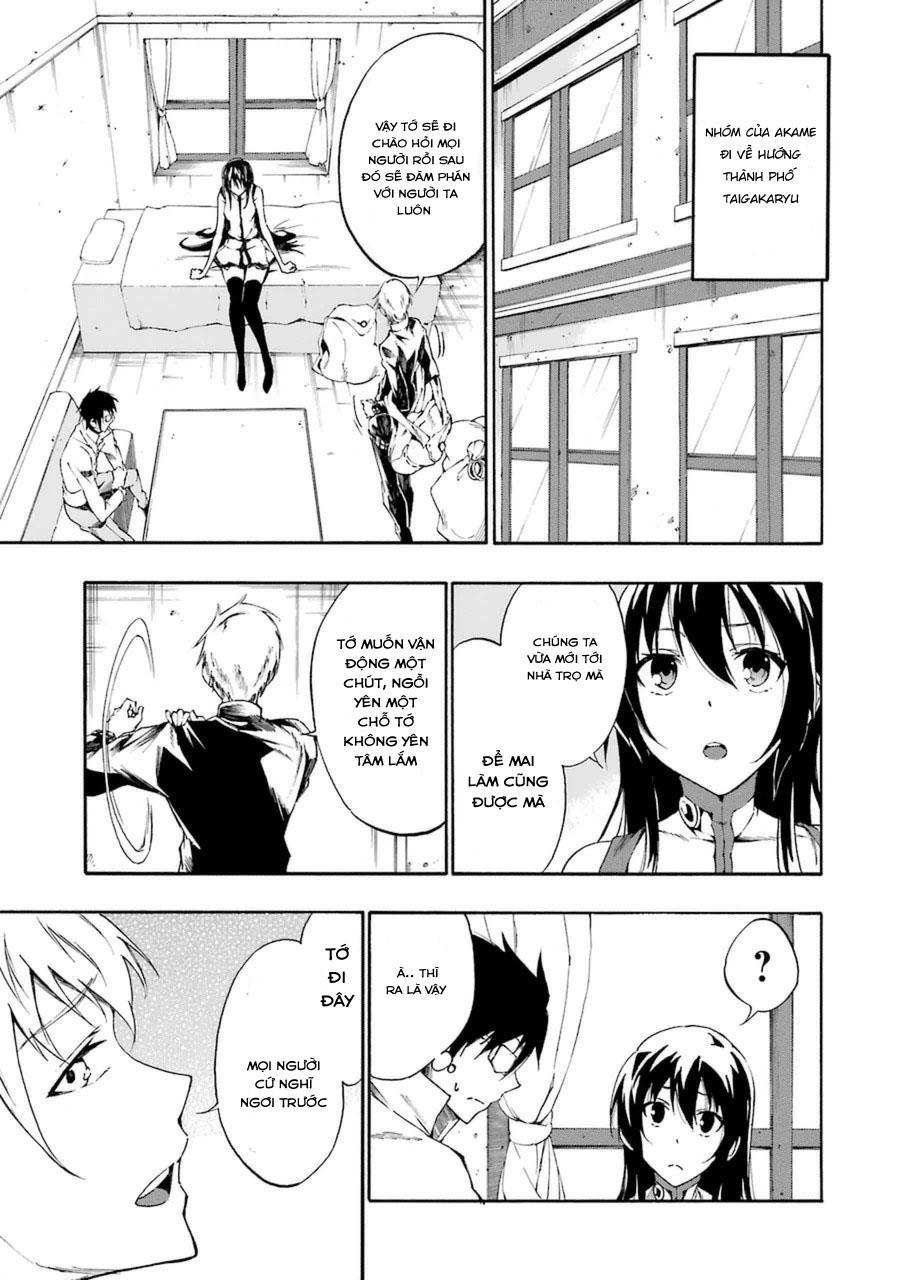 NHÓM CỦA AKAME
ĐI VỀ HƯỚNG
THÀNH PHỐ
TAIGAKARYU
VẬY TỚ SẼ ĐI
CHÀO HỎI MỌI
NGƯỜI RỒI SAU
ĐÓ SẼ ĐÀM PHÁN
VỚI NGƯỜI TA
LUÔN
CHÚNG TA
VỪA MỚI TỚI
NHÀ TRỌ MÀ
ĐỂ MAI
LÀM CŨNG
ĐƯỢC MÀ
TỚ MUỐN VẬN
ĐỘNG MỘT
CHÚT, NGỒI
YÊN MỘT
CHỖ TỚ
KHÔNG YÊN
TÂM LẮM
?
À.. THÌ
RA LÀ VẬY
TỚ
ĐI
ĐÂY
MỌI NGƯỜI
CỨ NGHĨ
NGƠI TRƯỚC